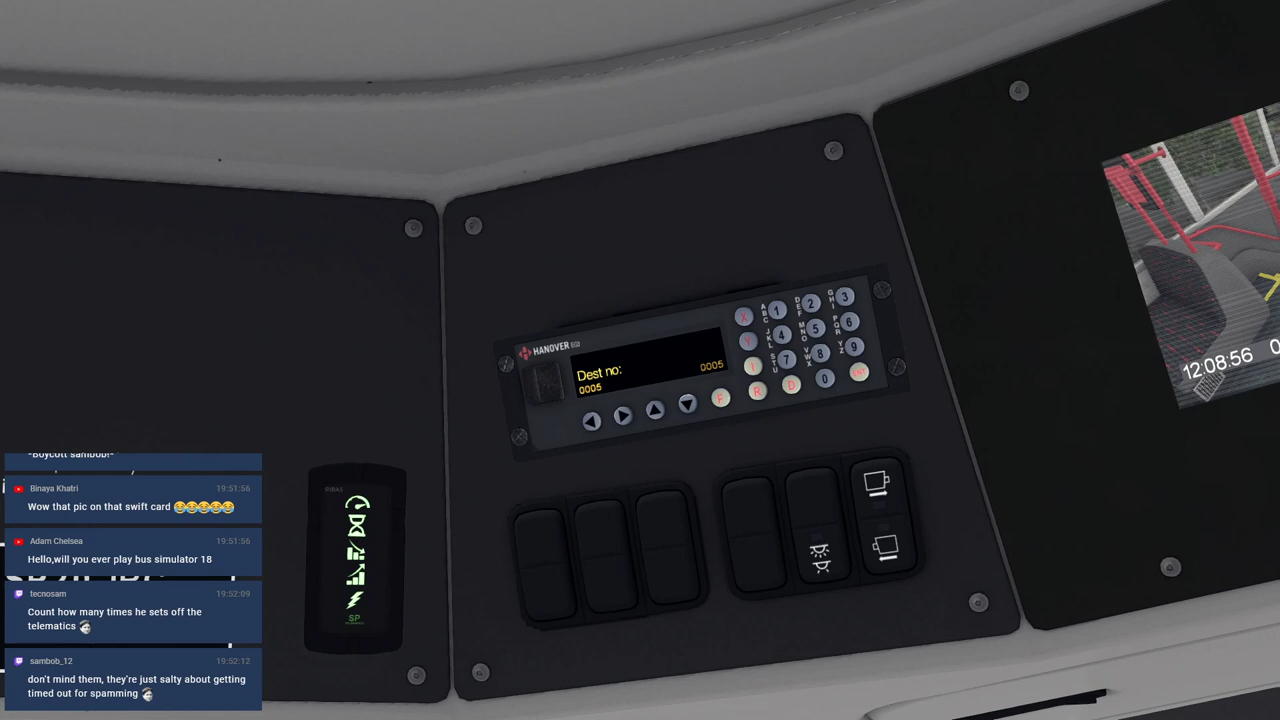 HANOVER
Dest no:
0005
0005
X
Y
I
F
R
D
ENT
ABC 1
DEF 2
GHI 3
JKL 4
MNO 5
PQR 6
STU 7
VWX 8
YZ 9
0
12:08:56
SP
"Boycott sambob!"
Binaya Khatri 19:51:56
Wow that pic on that swift card 😂😂😂😂😂
Adam Chelsea 19:51:56
Hello,will you ever play bus simulator 18
tecnosam 19:52:09
Count how many times he sets off the
telematics
sambob_12 19:52:12
don't mind them, they're just salty about getting
timed out for spamming